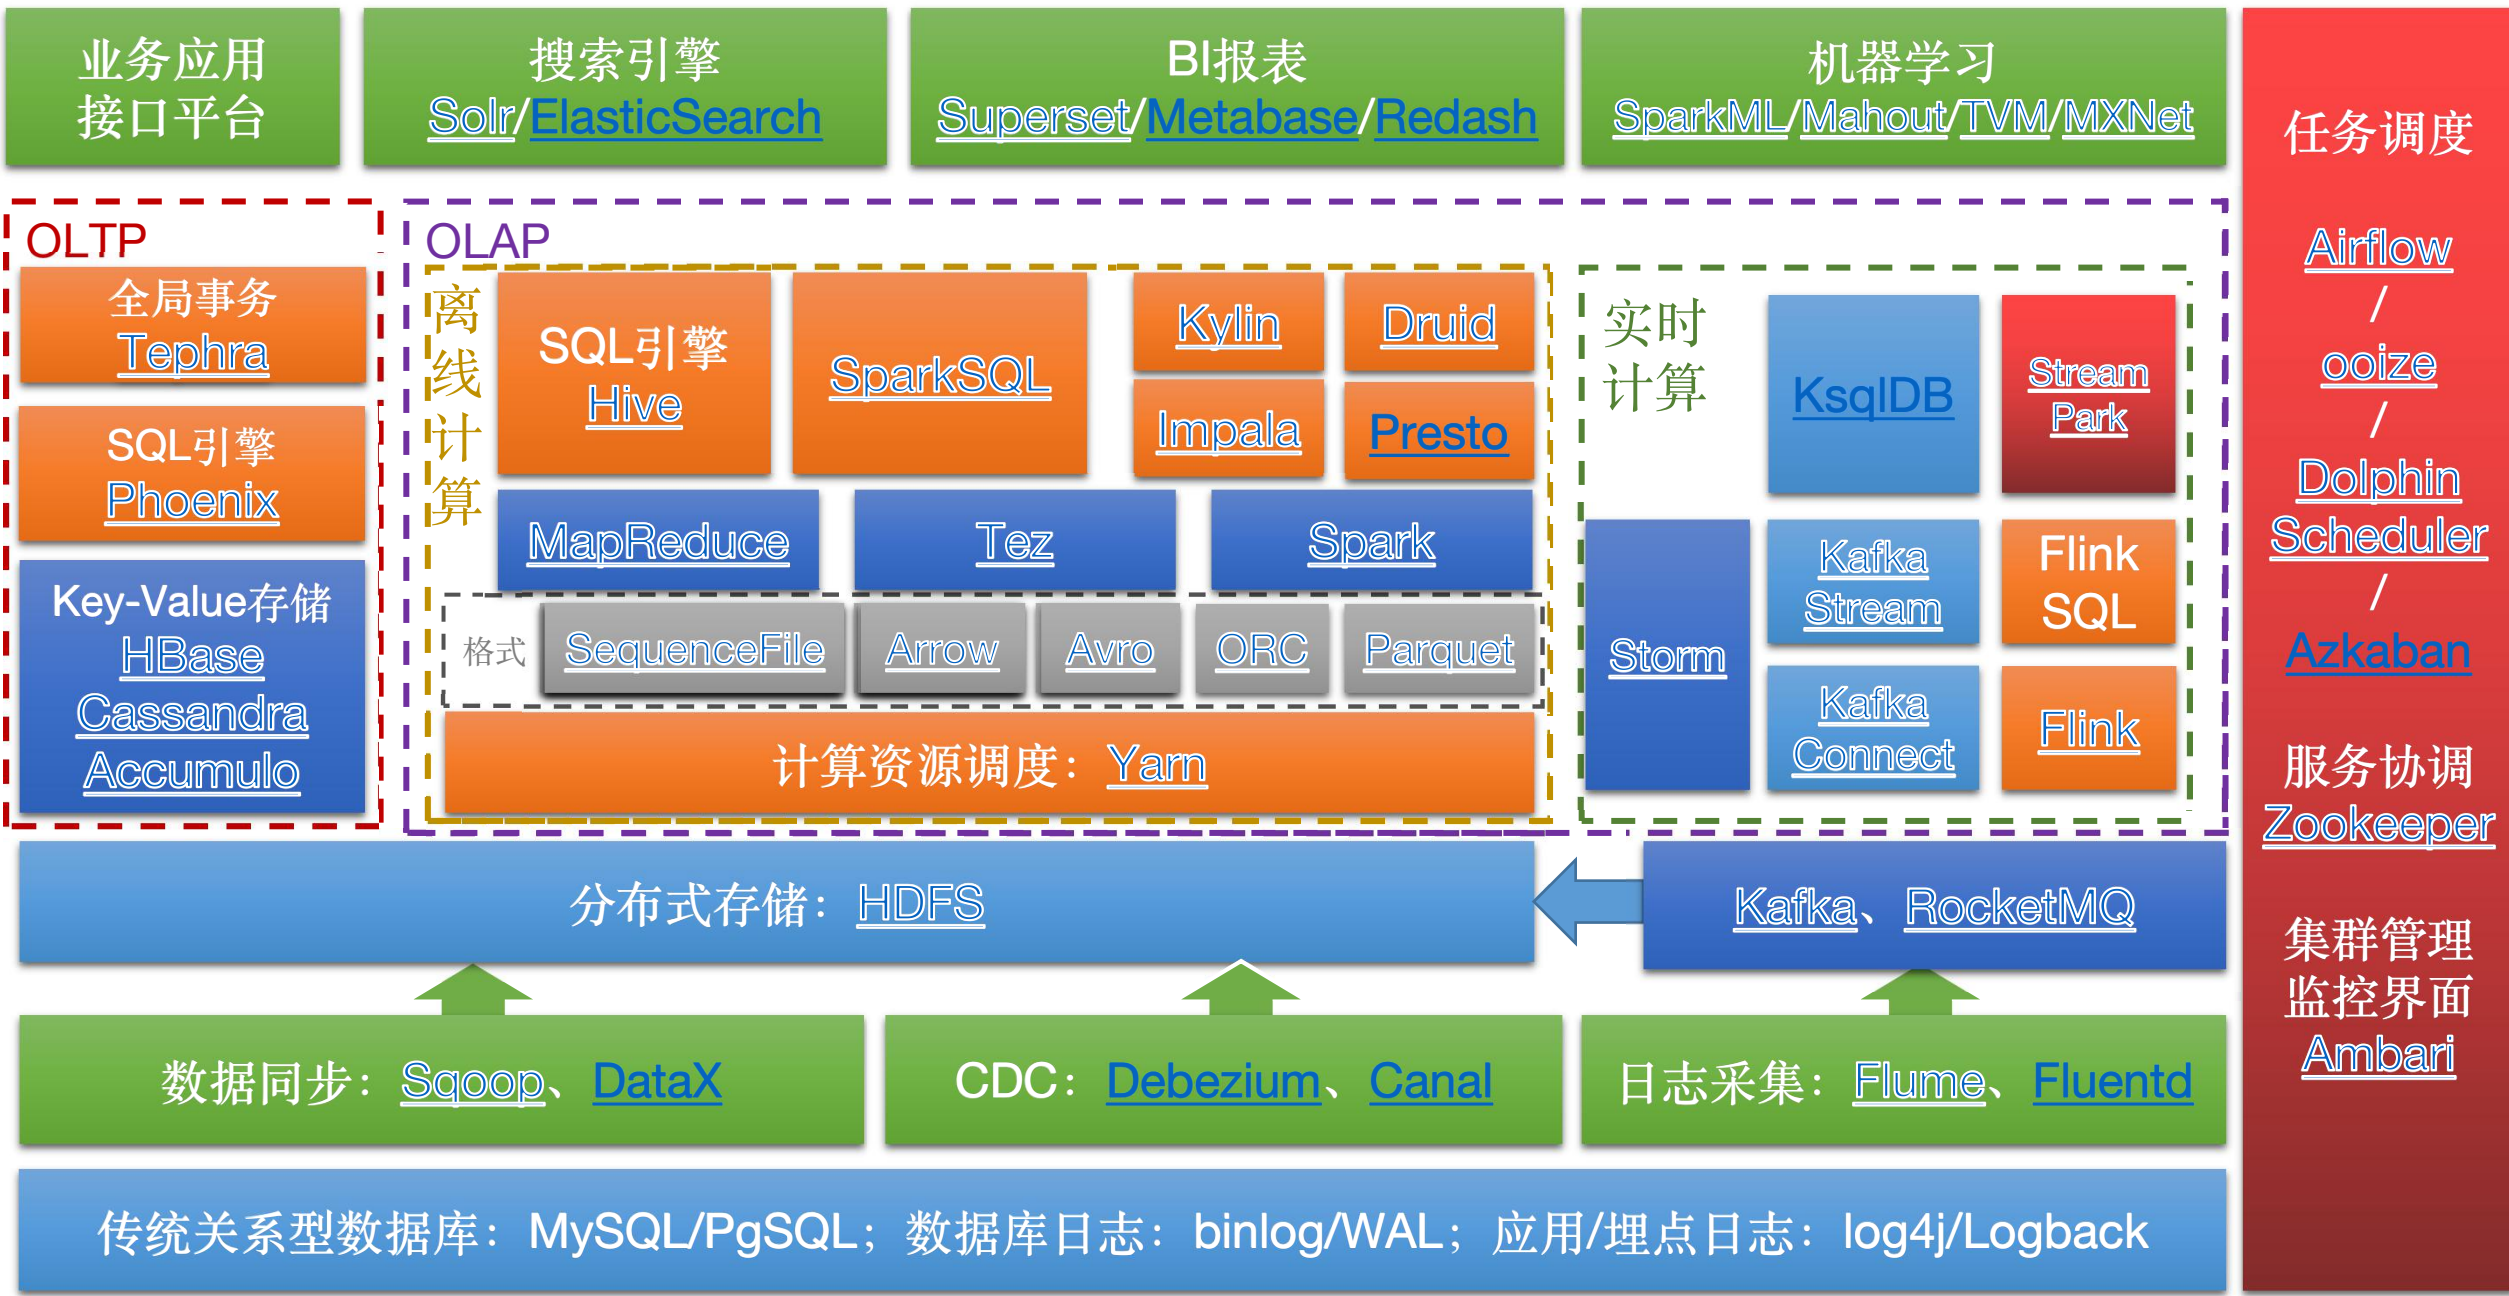 业务应用
接口平台
搜索引擎
Solr/ElasticSearch
BI报表
Superset/Metabase/Redash
机器学习
SparkML/Mahout/TVM/MXNet
OLTP
全局事务
Tephra
SQL引擎
Phoenix
Key-Value存储
HBase
Cassandra
Accumulo
OLAP
离
线
计
算
SQL引擎
Hive
SparkSQL
Kylin
Druid
Impala
Presto
MapReduce
Tez
Spark
格式
SequenceFile
Arrow
Avro
ORC
Parquet
计算资源调度：Yarn
实时
计算
KsqlDB
Stream
Park
Storm
Kafka
Stream
Flink
SQL
Kafka
Connect
Flink
分布式存储：HDFS
Kafka、RocketMQ
数据同步：Sqoop、DataX
CDC：Debezium、Canal
日志采集：Flume、Fluentd
传统关系型数据库：MySQL/PgSQL；数据库日志：binlog/WAL；应用/埋点日志：log4j/Logback
任务调度
Airflow
/
ooize
/
Dolphin
Scheduler
/
Azkaban
服务协调
Zookeeper
集群管理
监控界面
Ambari